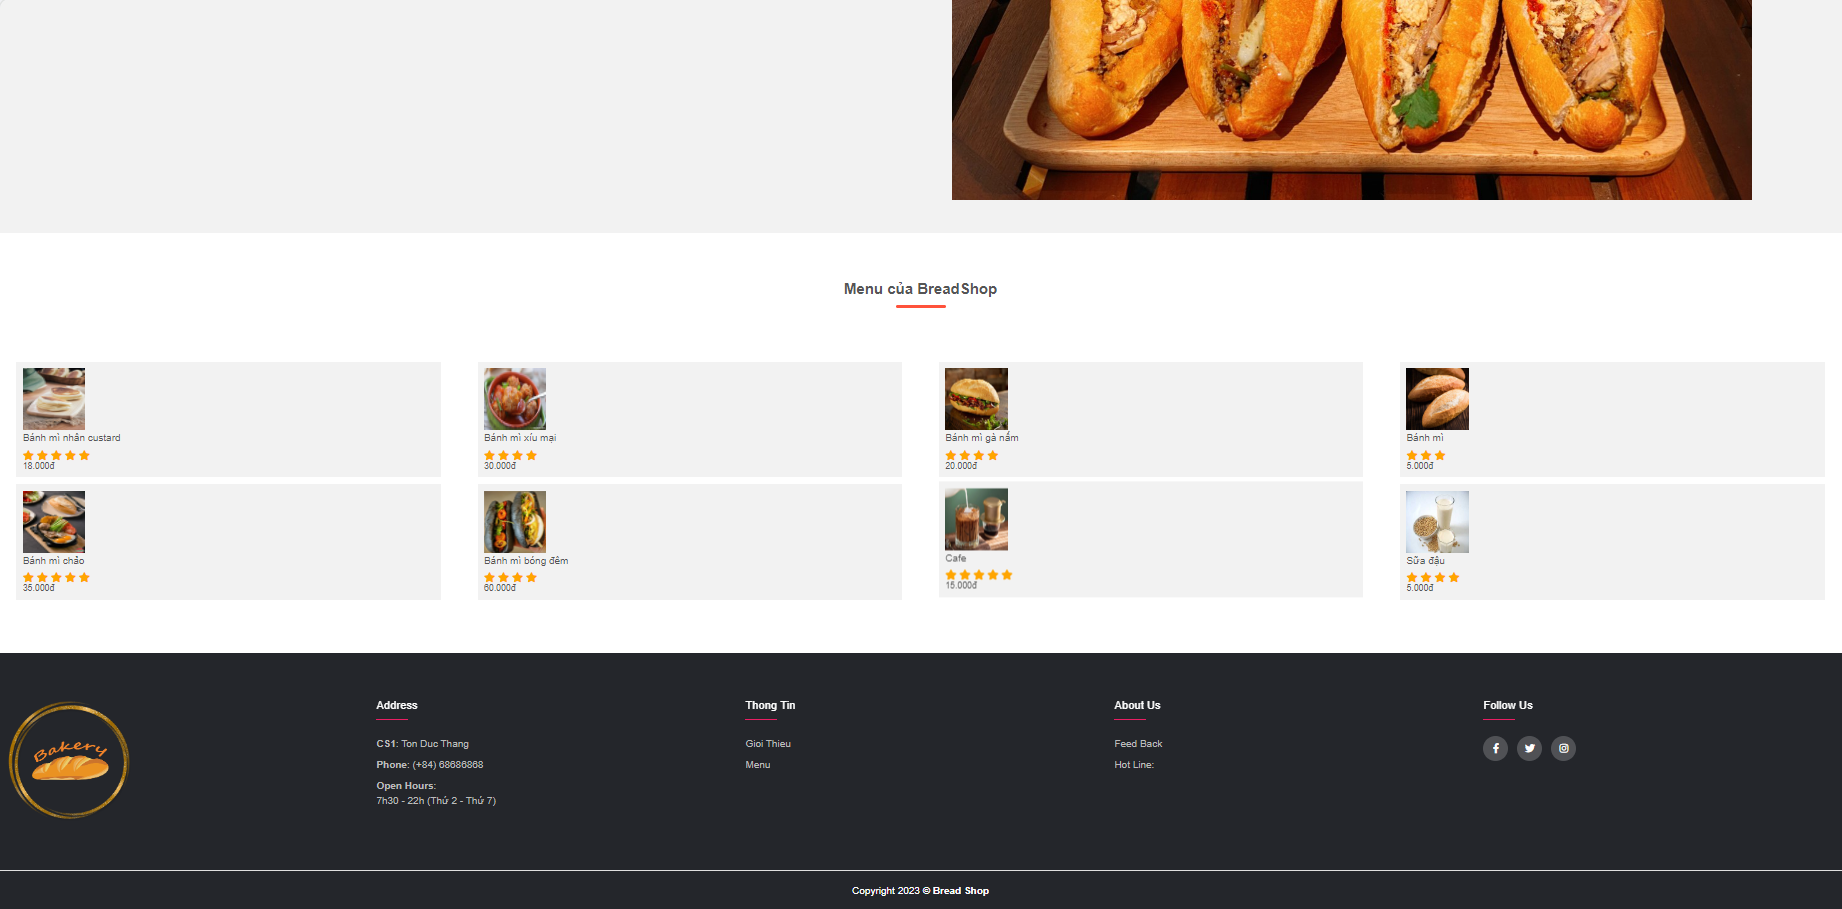 Menu của BreadShop
Bánh mì nhân custard
18.000đ
Bánh mì xíu mại
30.000đ
Bánh mì gà nấm
20.000đ
Bánh mì
5.000đ
Bánh mì chảo
35.000đ
Bánh mì bóng đêm
60.000đ
Cafe
15.000đ
Sữa đậu
5.000đ
Bakery
Address
CS1: Ton Duc Thang
Phone: (+84) 68686868
Open Hours:
7h30 - 22h (Thứ 2 - Thứ 7)
Thong Tin
Gioi Thieu
Menu
About Us
Feed Back
Hot Line:
Follow Us
Copyright 2023 © Bread Shop